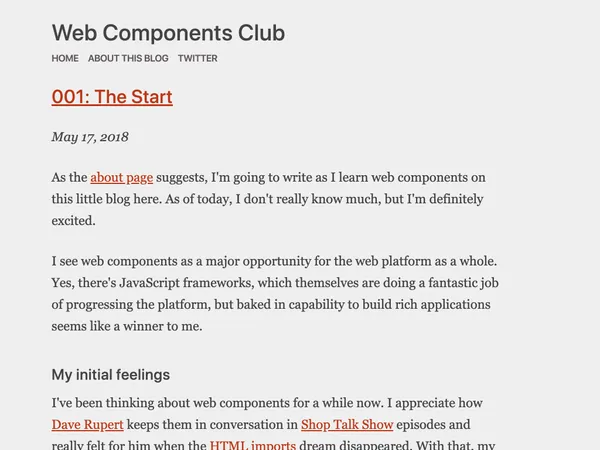 Web Components Club
HOME ABOUT THIS BLOG TWITTER
001: The Start
May 17, 2018
As the about page suggests, I'm going to write as I learn web components on
this little blog here. As of today, I don't really know much, but I'm definitely
excited.
I see web components as a major opportunity for the web platform as a whole.
Yes, there's JavaScript frameworks, which themselves are doing a fantastic job
of progressing the platform, but baked in capability to build rich applications
seems like a winner to me.
My initial feelings
I've been thinking about web components for a while now. I appreciate how
Dave Rupert keeps them in conversation in Shop Talk Show episodes and
really felt for him when the HTML imports dream disappeared. With that, my